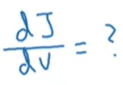 dJ/dv = ?